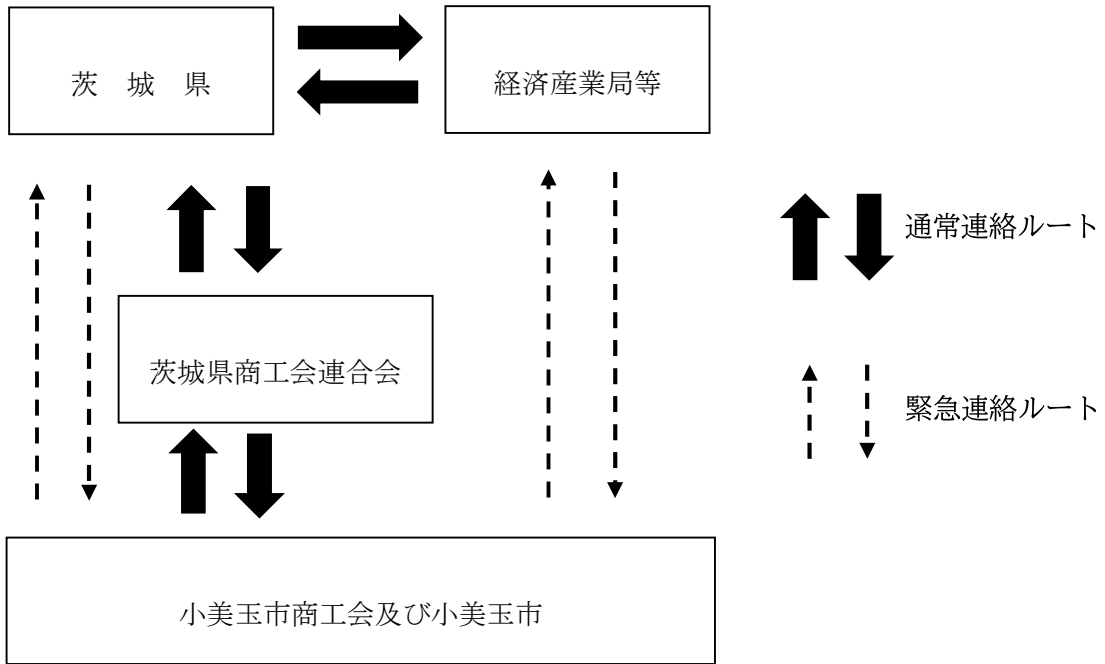 茨　城　県
経済産業局等
通常連絡ルート
茨城県商工会連合会
緊急連絡ルート
小美玉市商工会及び小美玉市